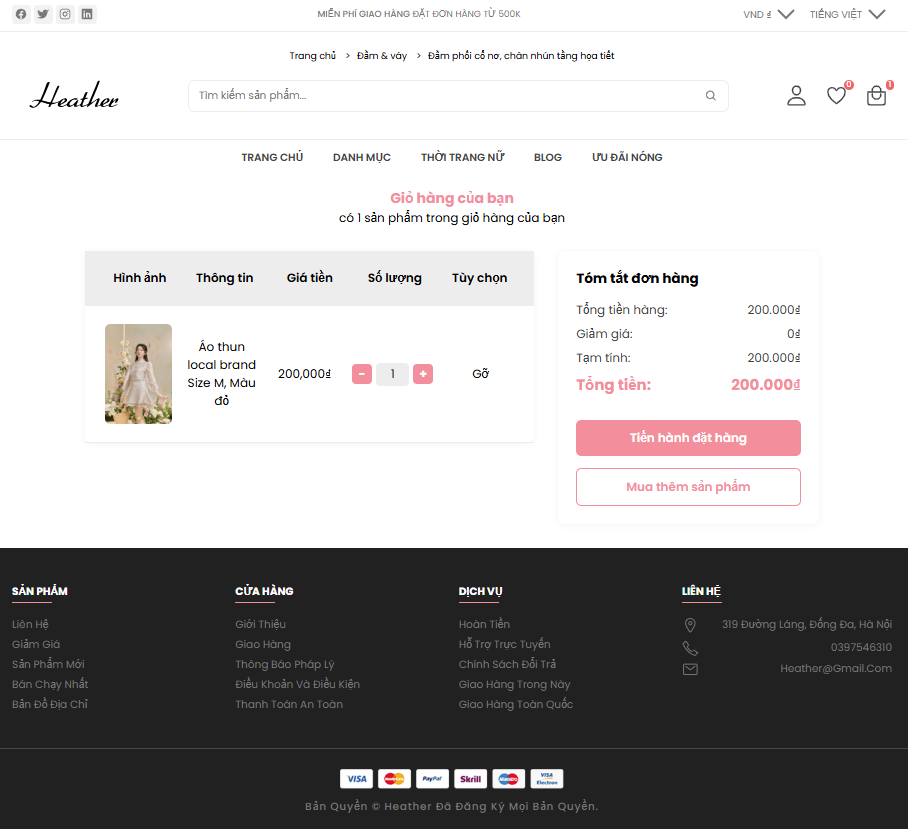 MIỄN PHÍ GIAO HÀNG ĐẶT ĐƠN HÀNG TỪ 500K
VND ₫
TIẾNG VIỆT
Trang chủ > Đầm & váy > Đầm phối cổ nơ, chân nhún tầng họa tiết
Heather
Tìm kiếm sản phẩm...
0
1
TRANG CHỦ
DANH MỤC
THỜI TRANG NỮ
BLOG
ƯU ĐÃI NÓNG
Giỏ hàng của bạn
có 1 sản phẩm trong giỏ hàng của bạn
Hình ảnh
Thông tin
Giá tiền
Số lượng
Tùy chọn
Áo thun
local brand
Size M, Màu
đỏ
200,000₫
- 1 +
Gỡ
Tóm tắt đơn hàng
Tổng tiền hàng: 200.000₫
Giảm giá: 0₫
Tạm tính: 200.000₫
Tổng tiền: 200.000₫
Tiến hành đặt hàng
Mua thêm sản phẩm
SẢN PHẨM
Liên Hệ
Giảm Giá
Sản Phẩm Mới
Bán Chạy Nhất
Bản Đồ Địa Chỉ
CỬA HÀNG
Giới Thiệu
Giao Hàng
Thông Báo Pháp Lý
Điều Khoản Và Điều Kiện
Thanh Toán An Toàn
DỊCH VỤ
Hoàn Tiền
Hỗ Trợ Trực Tuyến
Chính Sách Đổi Trả
Giao Hàng Trong Này
Giao Hàng Toàn Quốc
LIÊN HỆ
319 Đường Láng, Đống Đa, Hà Nội
0397546310
Heather@Gmail.Com
VISA
MasterCard
PayPal
Skrill
Maestro
VISA
Electron
Bản Quyền © Heather Đã Đăng Ký Mọi Bản Quyền.